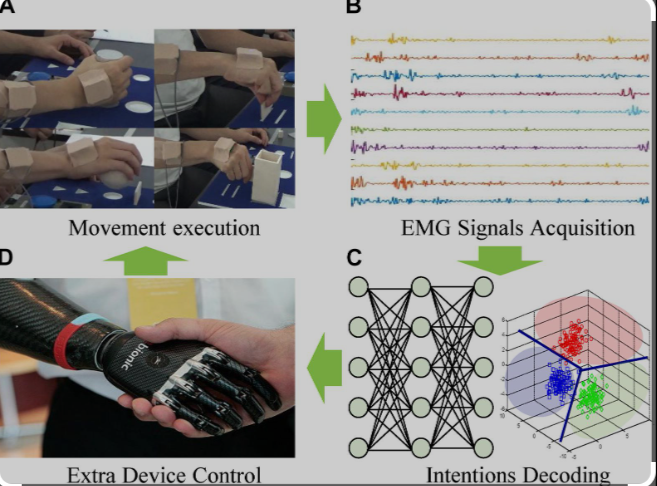 A
B
Movement execution
EMG Signals Acquisition
D
C
bionic
Extra Device Control
Intentions Decoding